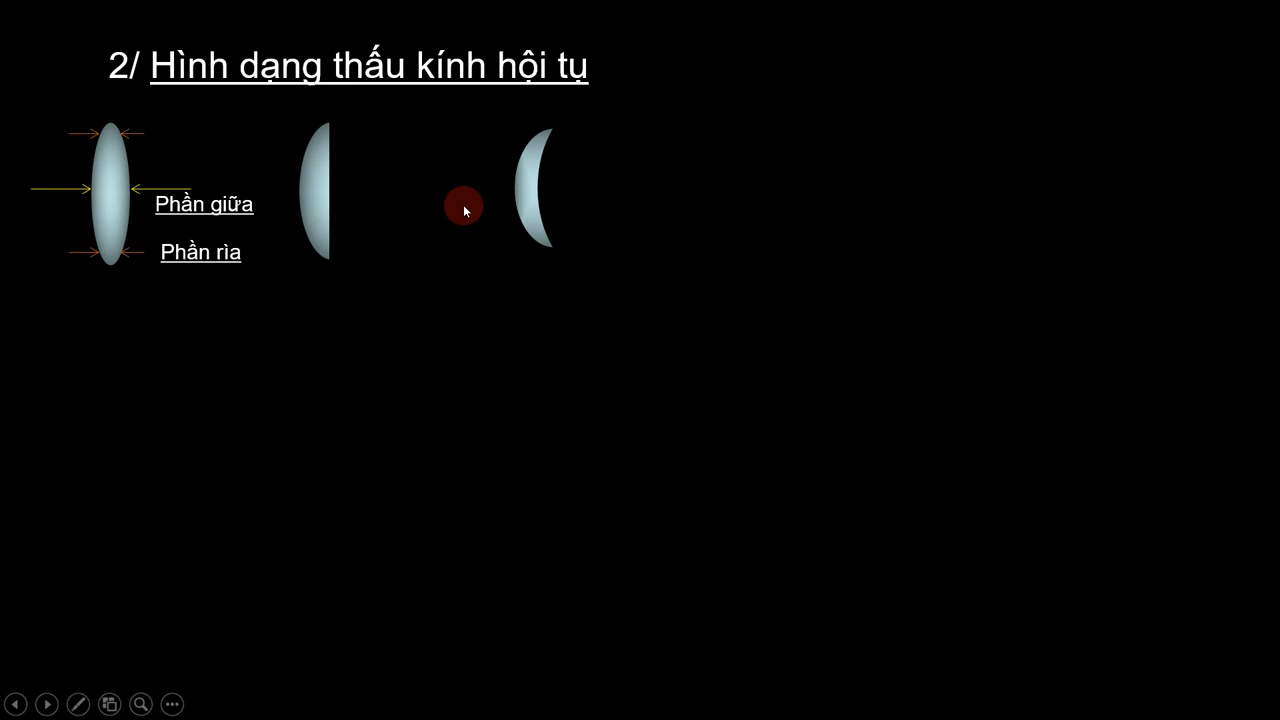 2/ Hình dạng thấu kính hội tụ
Phần giữa
Phần rìa